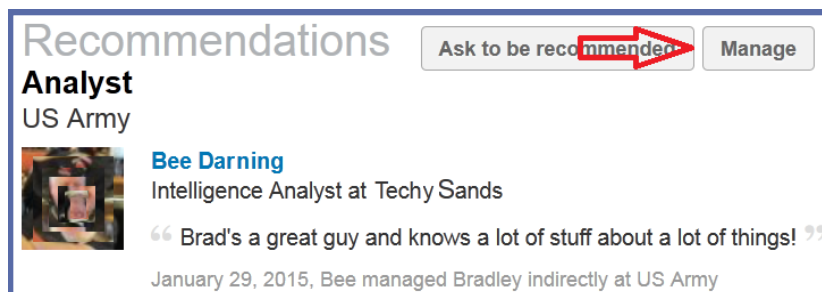 Recommendations
Ask to be recommended
Manage
Analyst
US Army
Bee Darning
Intelligence Analyst at Techy Sands
“ Brad's a great guy and knows a lot of stuff about a lot of things! ”
January 29, 2015, Bee managed Bradley indirectly at US Army